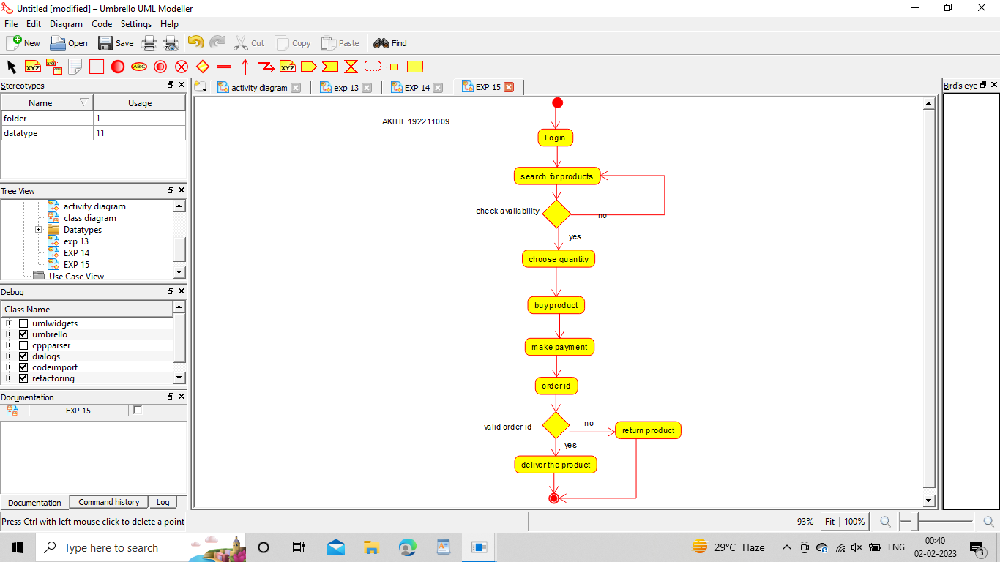 Untitled [modified] – Umbrello UML Modeller
File Edit Diagram Code Settings Help
New Open Save Cut Copy Paste Find
XYZ XYZ ABC XYZ
Stereotypes
Name Usage
folder 1
datatype 11
Tree View
activity diagram
class diagram
Datatypes
exp 13
EXP 14
EXP 15
Use Case View
Debug
Class Name
umlwidgets
umbrello
cppparser
dialogs
codeimport
refactoring
Documentation
EXP 15
Documentation Command history Log
activity diagram exp 13 EXP 14 EXP 15
AKHIL 192211009
Login
search for products
check availability
no
yes
choose quantity
buy product
make payment
order id
valid order id
no
return product
yes
deliver the product
Bird's eye
Press Ctrl with left mouse click to delete a point
93% Fit 100%
Type here to search
29°C Haze
ENG
00:40
02-02-2023
3